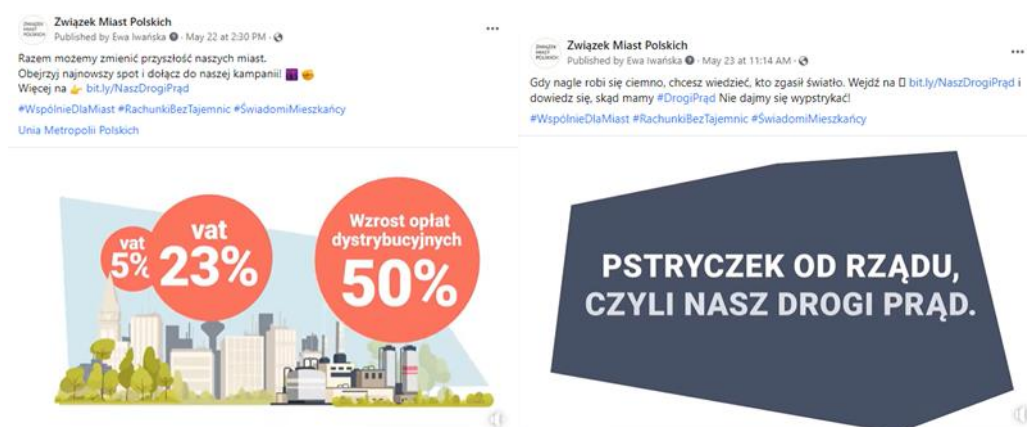 Związek Miast Polskich
Published by Ewa Iwańska · May 22 at 2:30 PM ·
Razem możemy zmienić przyszłość naszych miast.
Obejrzyj najnowszy spot i dołącz do naszej kampanii!
Więcej na 👉 bit.ly/NaszDrogiPrąd
#WspólnieDlaMiast #RachunkiBezTajemnic #ŚwiadomiMieszkańcy
Unia Metropolii Polskich
vat
5%
vat
23%
Wzrost opłat
dystrybucyjnych
50%
Związek Miast Polskich
Published by Ewa Iwańska · May 23 at 11:14 AM ·
Gdy nagle robi się ciemno, chcesz wiedzieć, kto zgasił światło. Wejdź na bit.ly/NaszDrogiPrąd i
dowiedz się, skąd mamy #DrogiPrąd Nie dajmy się wypstrykać!
#WspólnieDlaMiast #RachunkiBezTajemnic #ŚwiadomiMieszkańcy
PSTRYCZEK OD RZĄDU,
CZYLI NASZ DROGI PRĄD.